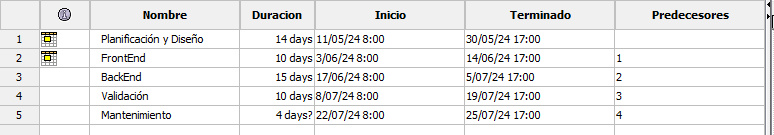 Nombre Duracion Inicio Terminado Predecesores
1 Planificación y Diseño 14 days 11/05/24 8:00 30/05/24 17:00
2 FrontEnd 10 days 3/06/24 8:00 14/06/24 17:00 1
3 BackEnd 15 days 17/06/24 8:00 5/07/24 17:00 2
4 Validación 10 days 8/07/24 8:00 19/07/24 17:00 3
5 Mantenimiento 4 days? 22/07/24 8:00 25/07/24 17:00 4